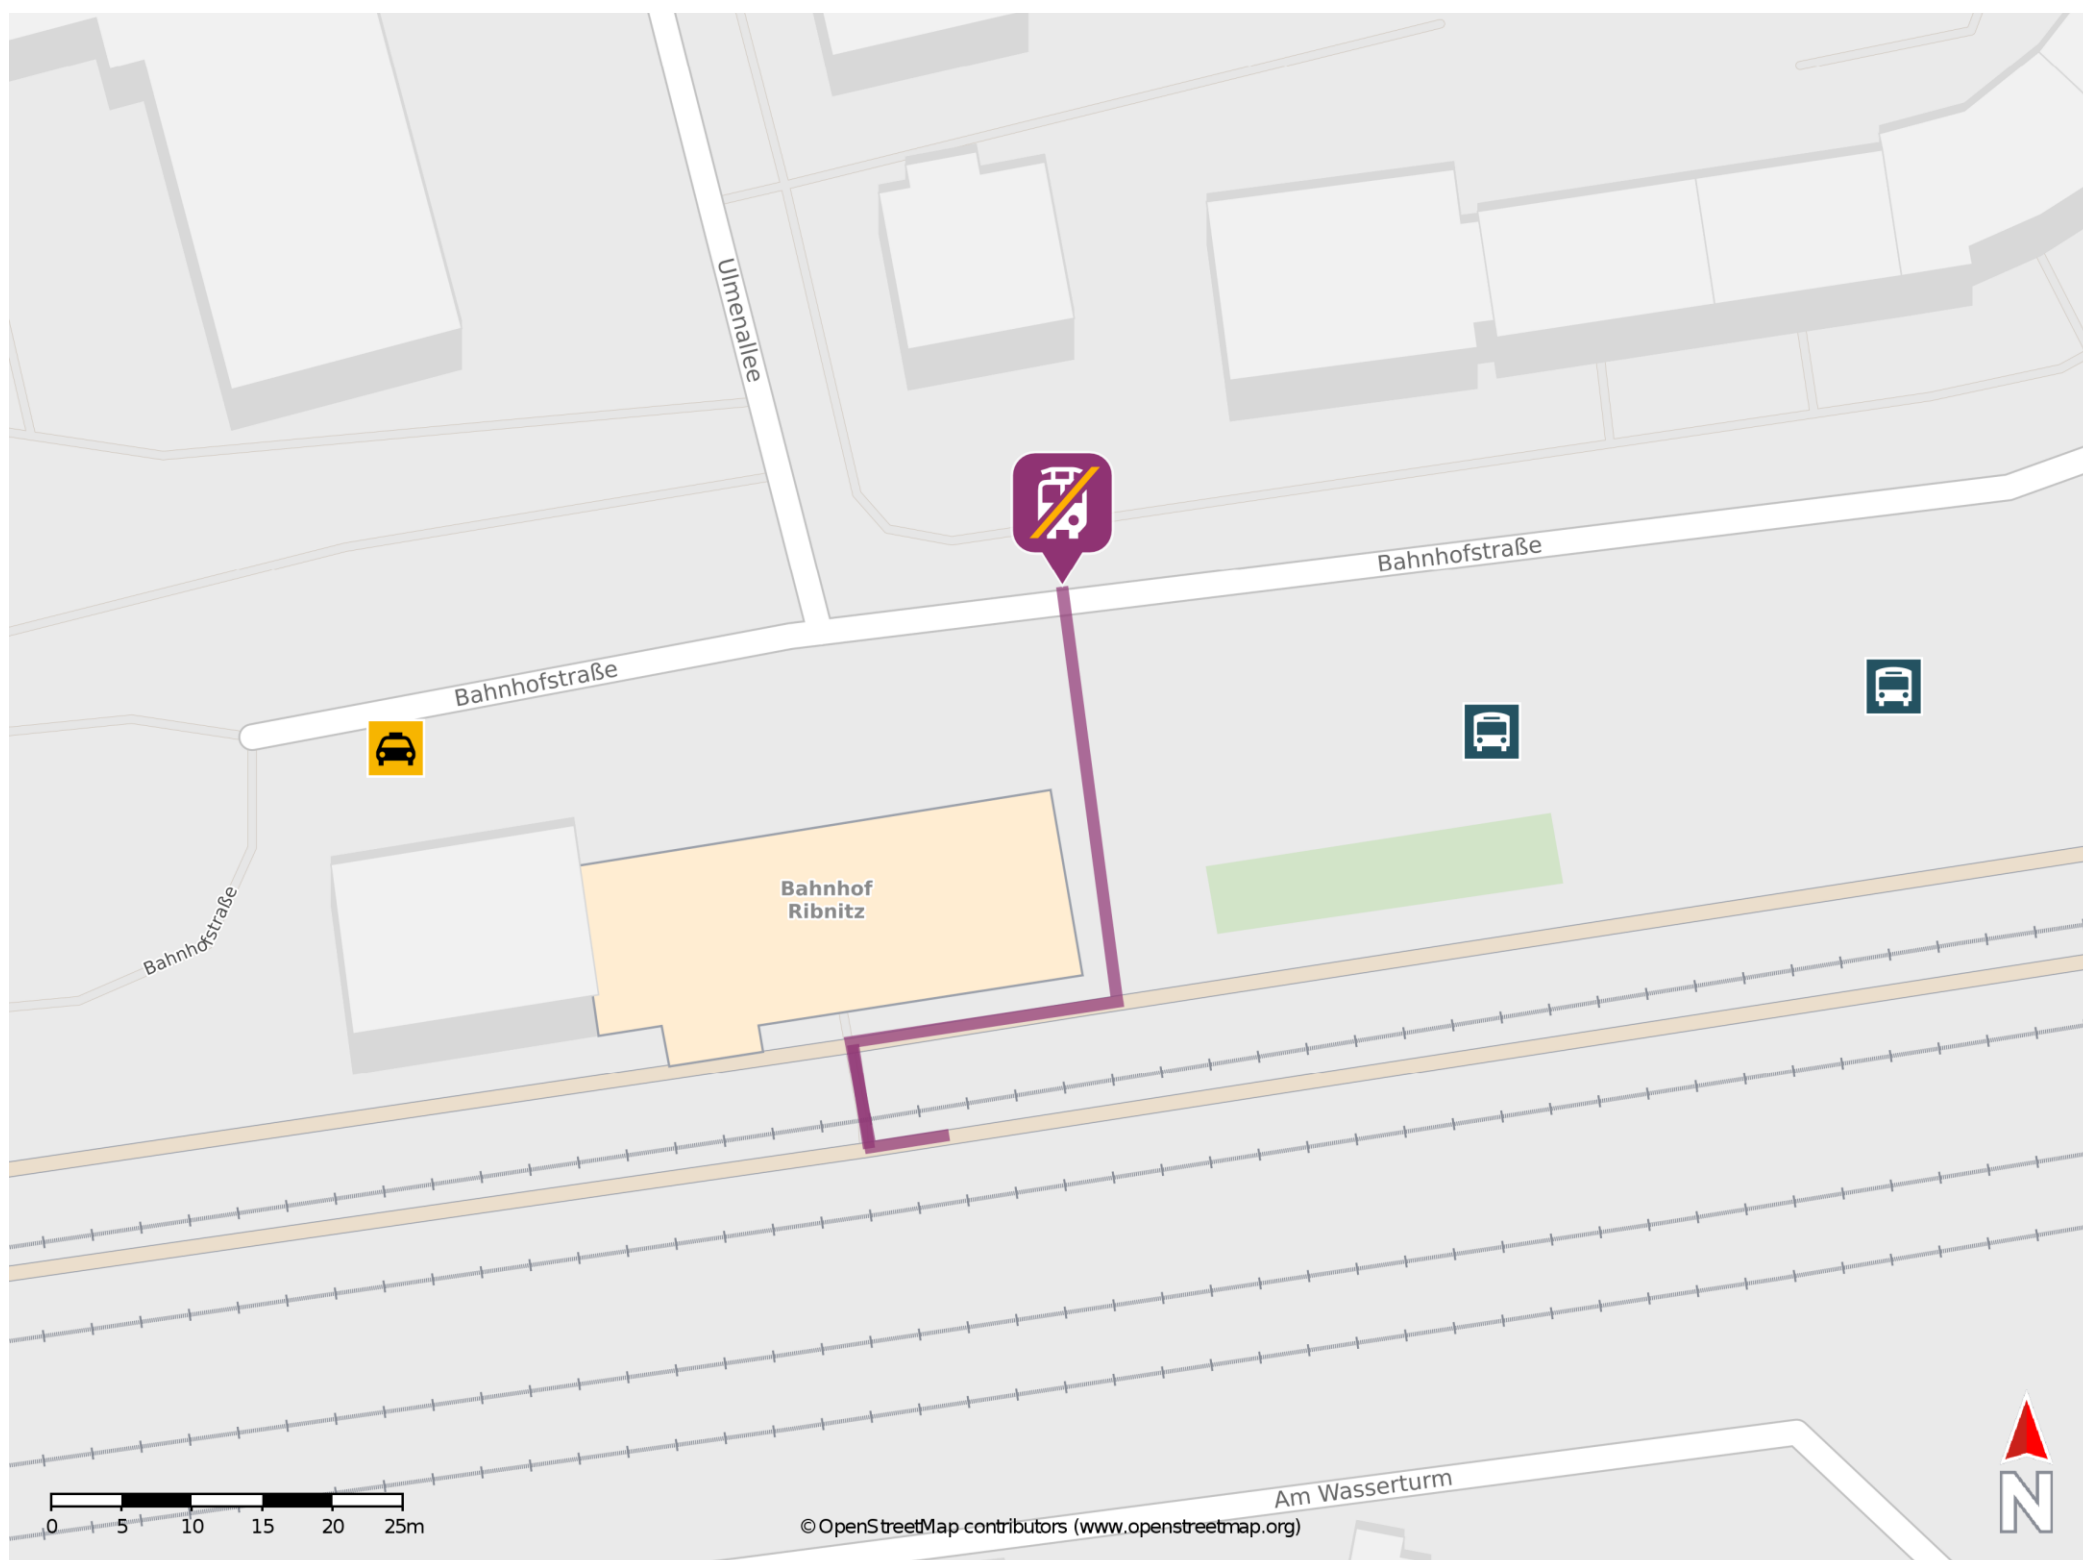 Ulmenallee
Bahnhofstraße
Bahnhofstraße
Bahnhof
Ribnitz
Bahnhofstraße
Am Wasserturm
0 5 10 15 20 25m
©OpenStreetMap contributors (www.openstreetmap.org)
N